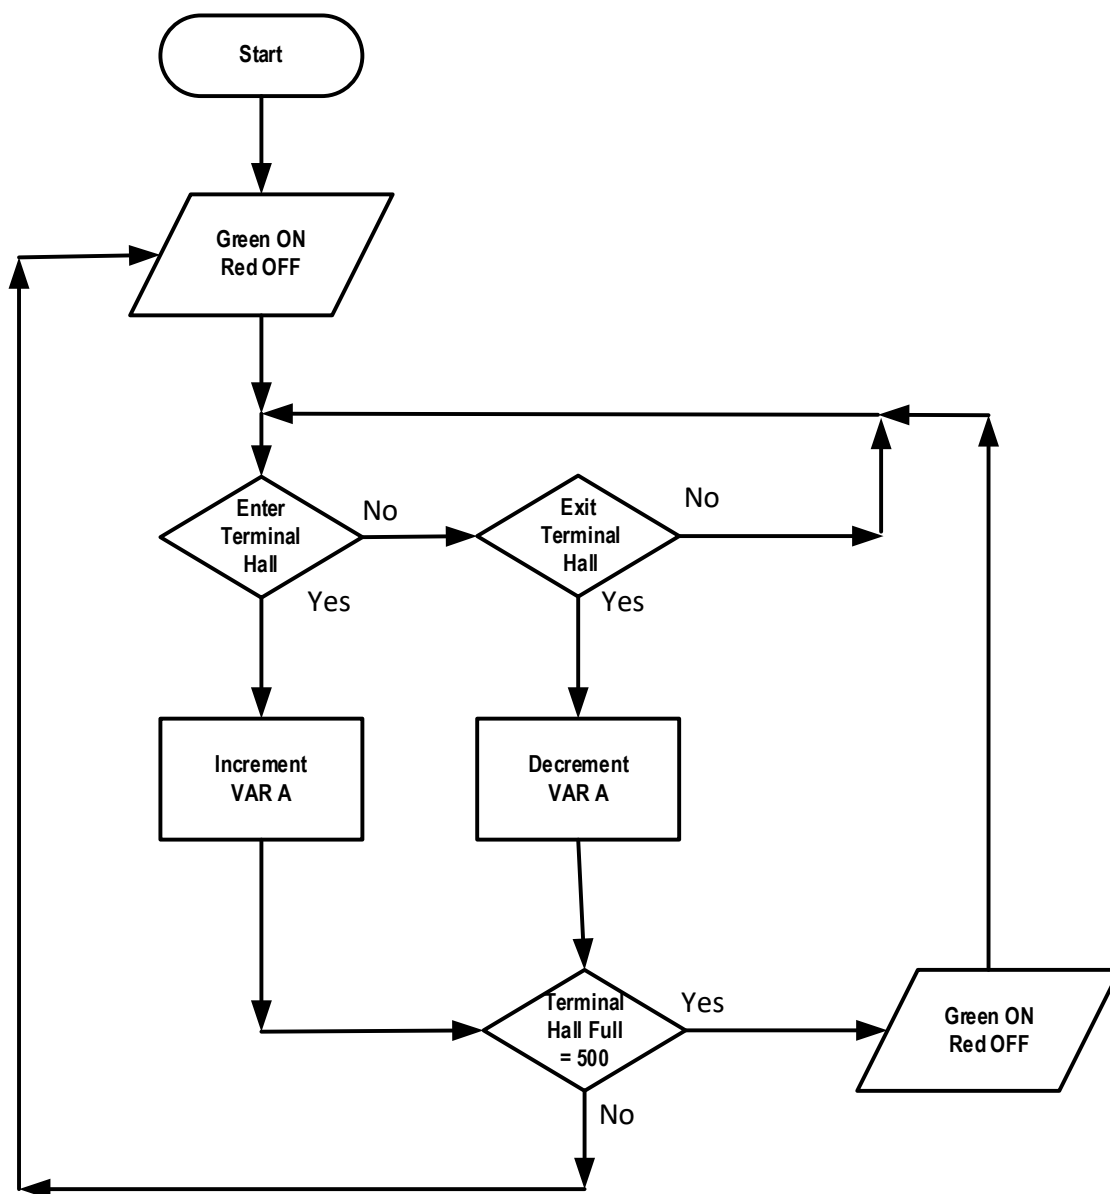 Start
Green ON
Red OFF
Enter
Terminal
Hall
No
Exit
Terminal
Hall
No
Yes
Yes
Increment
VAR A
Decrement
VAR A
Terminal
Hall Full
= 500
Yes
Green ON
Red OFF
No